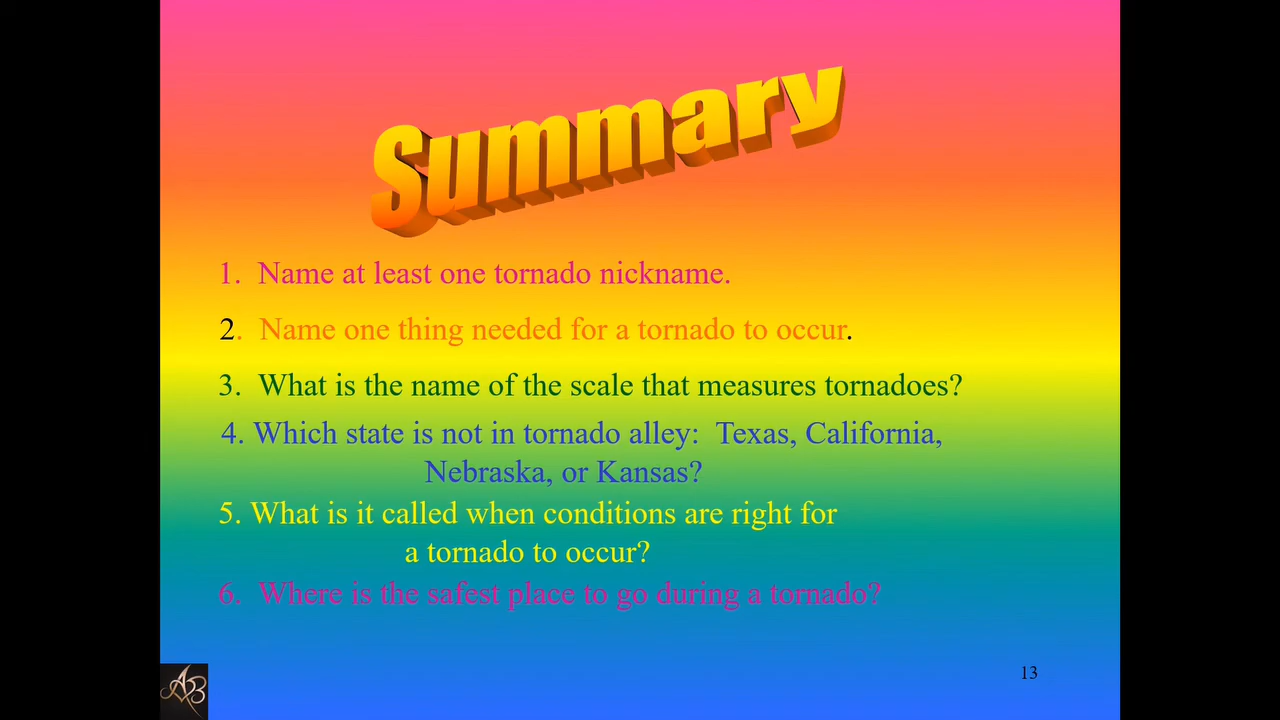 Summary
1. Name at least one tornado nickname.
2. Name one thing needed for a tornado to occur.
3. What is the name of the scale that measures tornadoes?
4. Which state is not in tornado alley: Texas, California,
Nebraska, or Kansas?
5. What is it called when conditions are right for
a tornado to occur?
6. Where is the safest place to go during a tornado?
13
AB